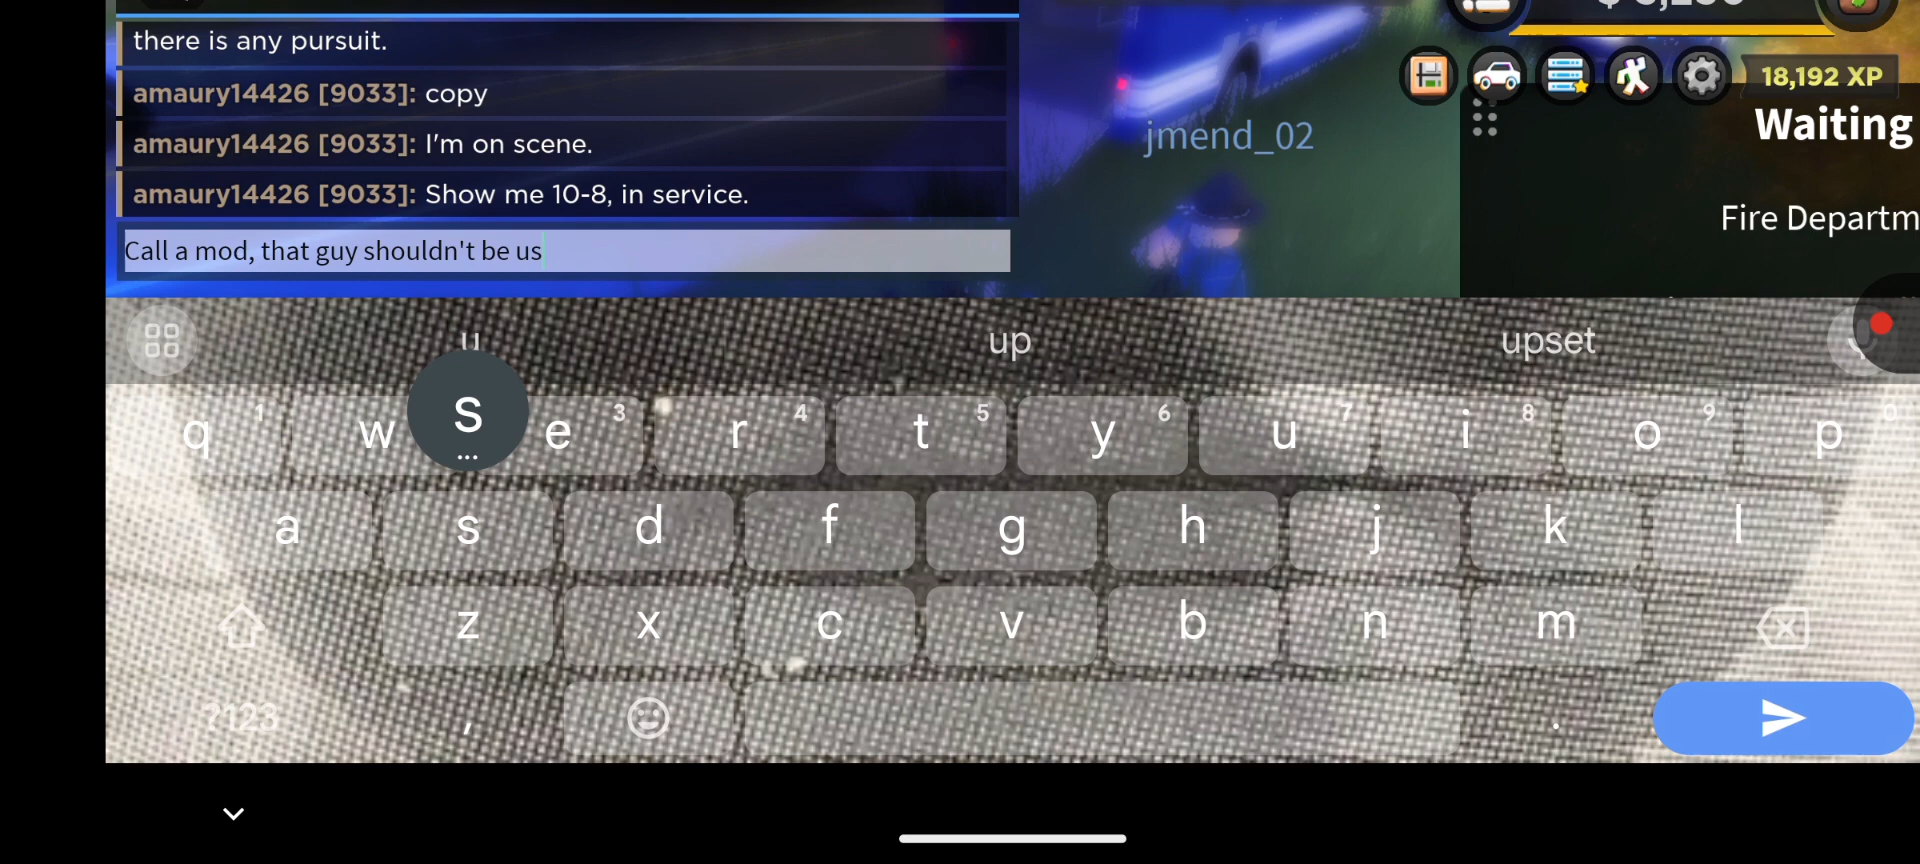 there is any pursuit.
amaury14426 [9033]: copy
amaury14426 [9033]: I'm on scene.
amaury14426 [9033]: Show me 10-8, in service.
Call a mod, that guy shouldn't be us
jmend_02
18,192 XP
Waiting
Fire Departm
u up upset
s
1 3 4 5 6 7 8 9 0
q w e r t y u i o p
a s d f g h j k l
z x c v b n m
?123 , .